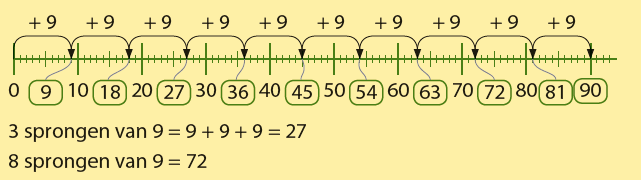 + 9 + 9 + 9 + 9 + 9 + 9 + 9 + 9 + 9 + 9
0 9 10 18 20 27 30 36 40 45 50 54 60 63 70 72 80 81 90
3 sprongen van 9 = 9 + 9 + 9 = 27
8 sprongen van 9 = 72